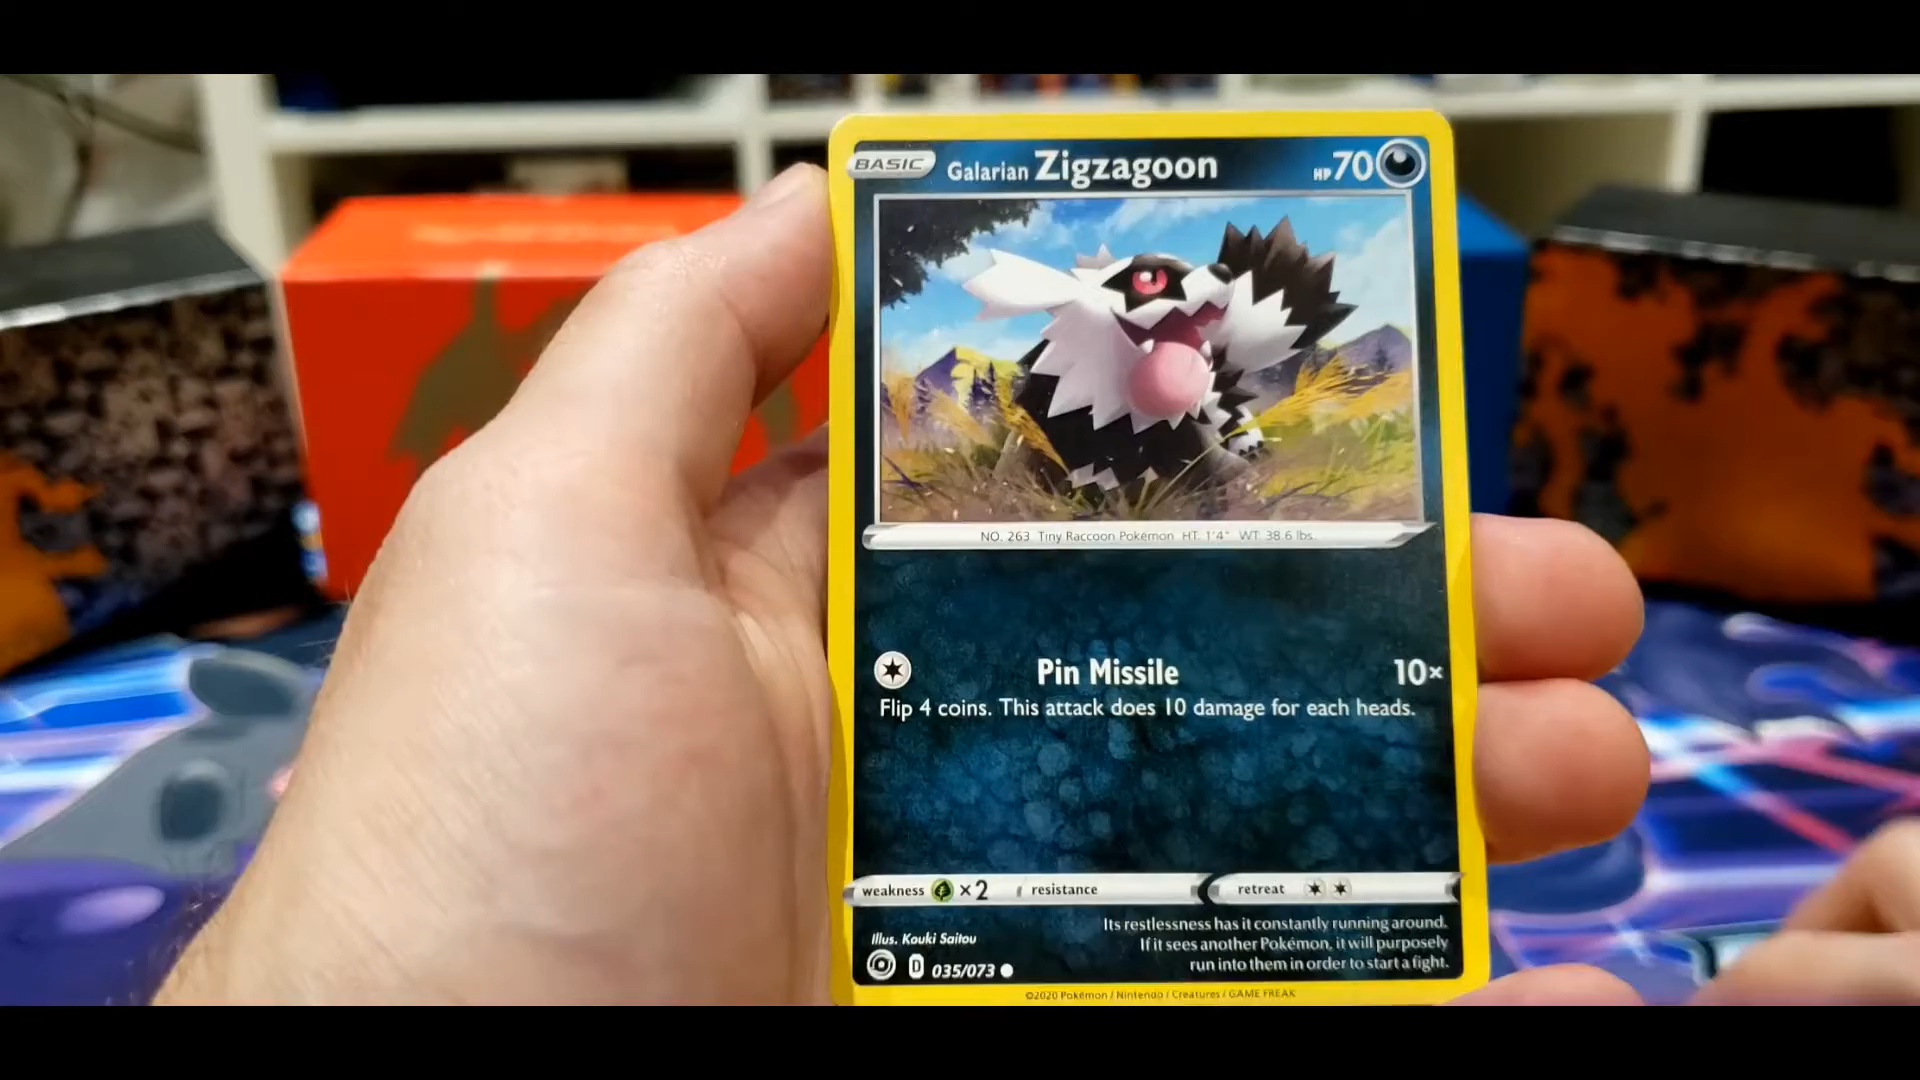 BASIC Galarian Zigzagoon HP 70
NO. 263 Tiny Raccoon Pokémon HT. 1'4" WT. 38.6 lbs.
Pin Missile 10×
Flip 4 coins. This attack does 10 damage for each heads.
weakness ×2 resistance retreat
Its restlessness has it constantly running around.
If it sees another Pokémon, it will purposely
run into them in order to start a fight.
Illus. Kouki Saitou
D 035/073
©2020 Pokémon / Nintendo / Creatures / GAME FREAK